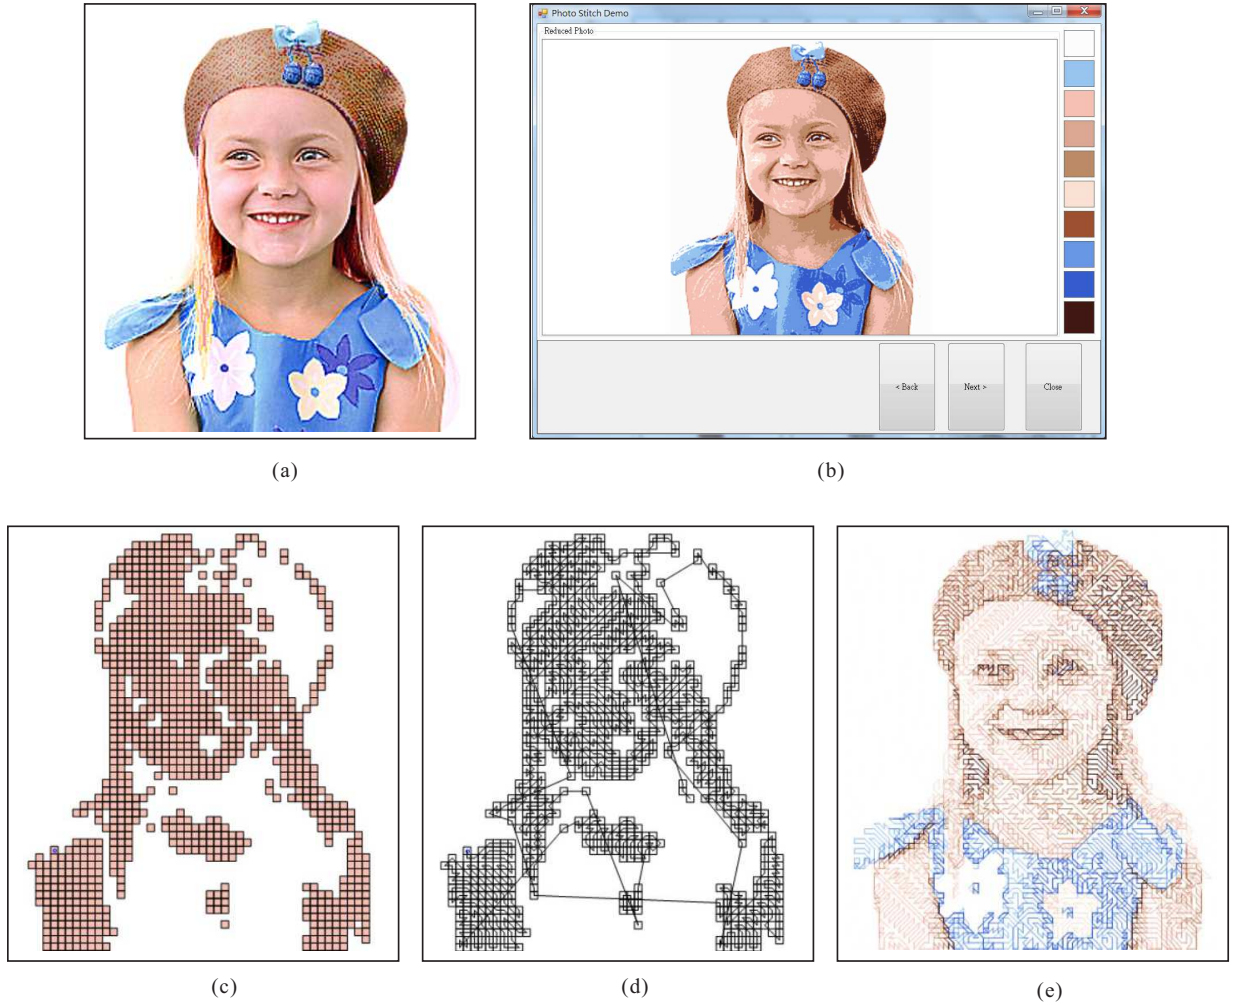 Photo Stitch Demo
Reduced Photo
< Back
Next >
Close
(a)
(b)
(c)
(d)
(e)